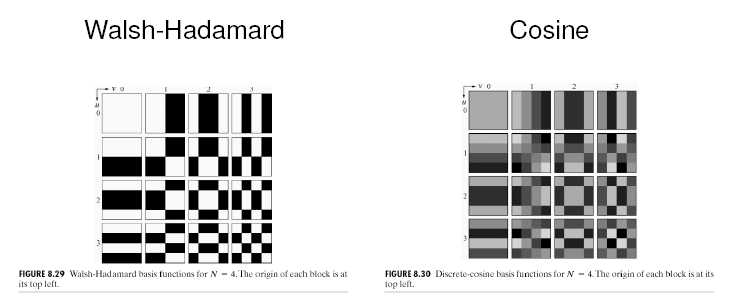 Walsh-Hadamard
Cosine
v 0 1 2 3
u
0
1
2
3
v 0 1 2 3
u
0
1
2
3
FIGURE 8.29 Walsh-Hadamard basis functions for N = 4. The origin of each block is at
its top left.
FIGURE 8.30 Discrete-cosine basis functions for N = 4. The origin of each block is at its
top left.